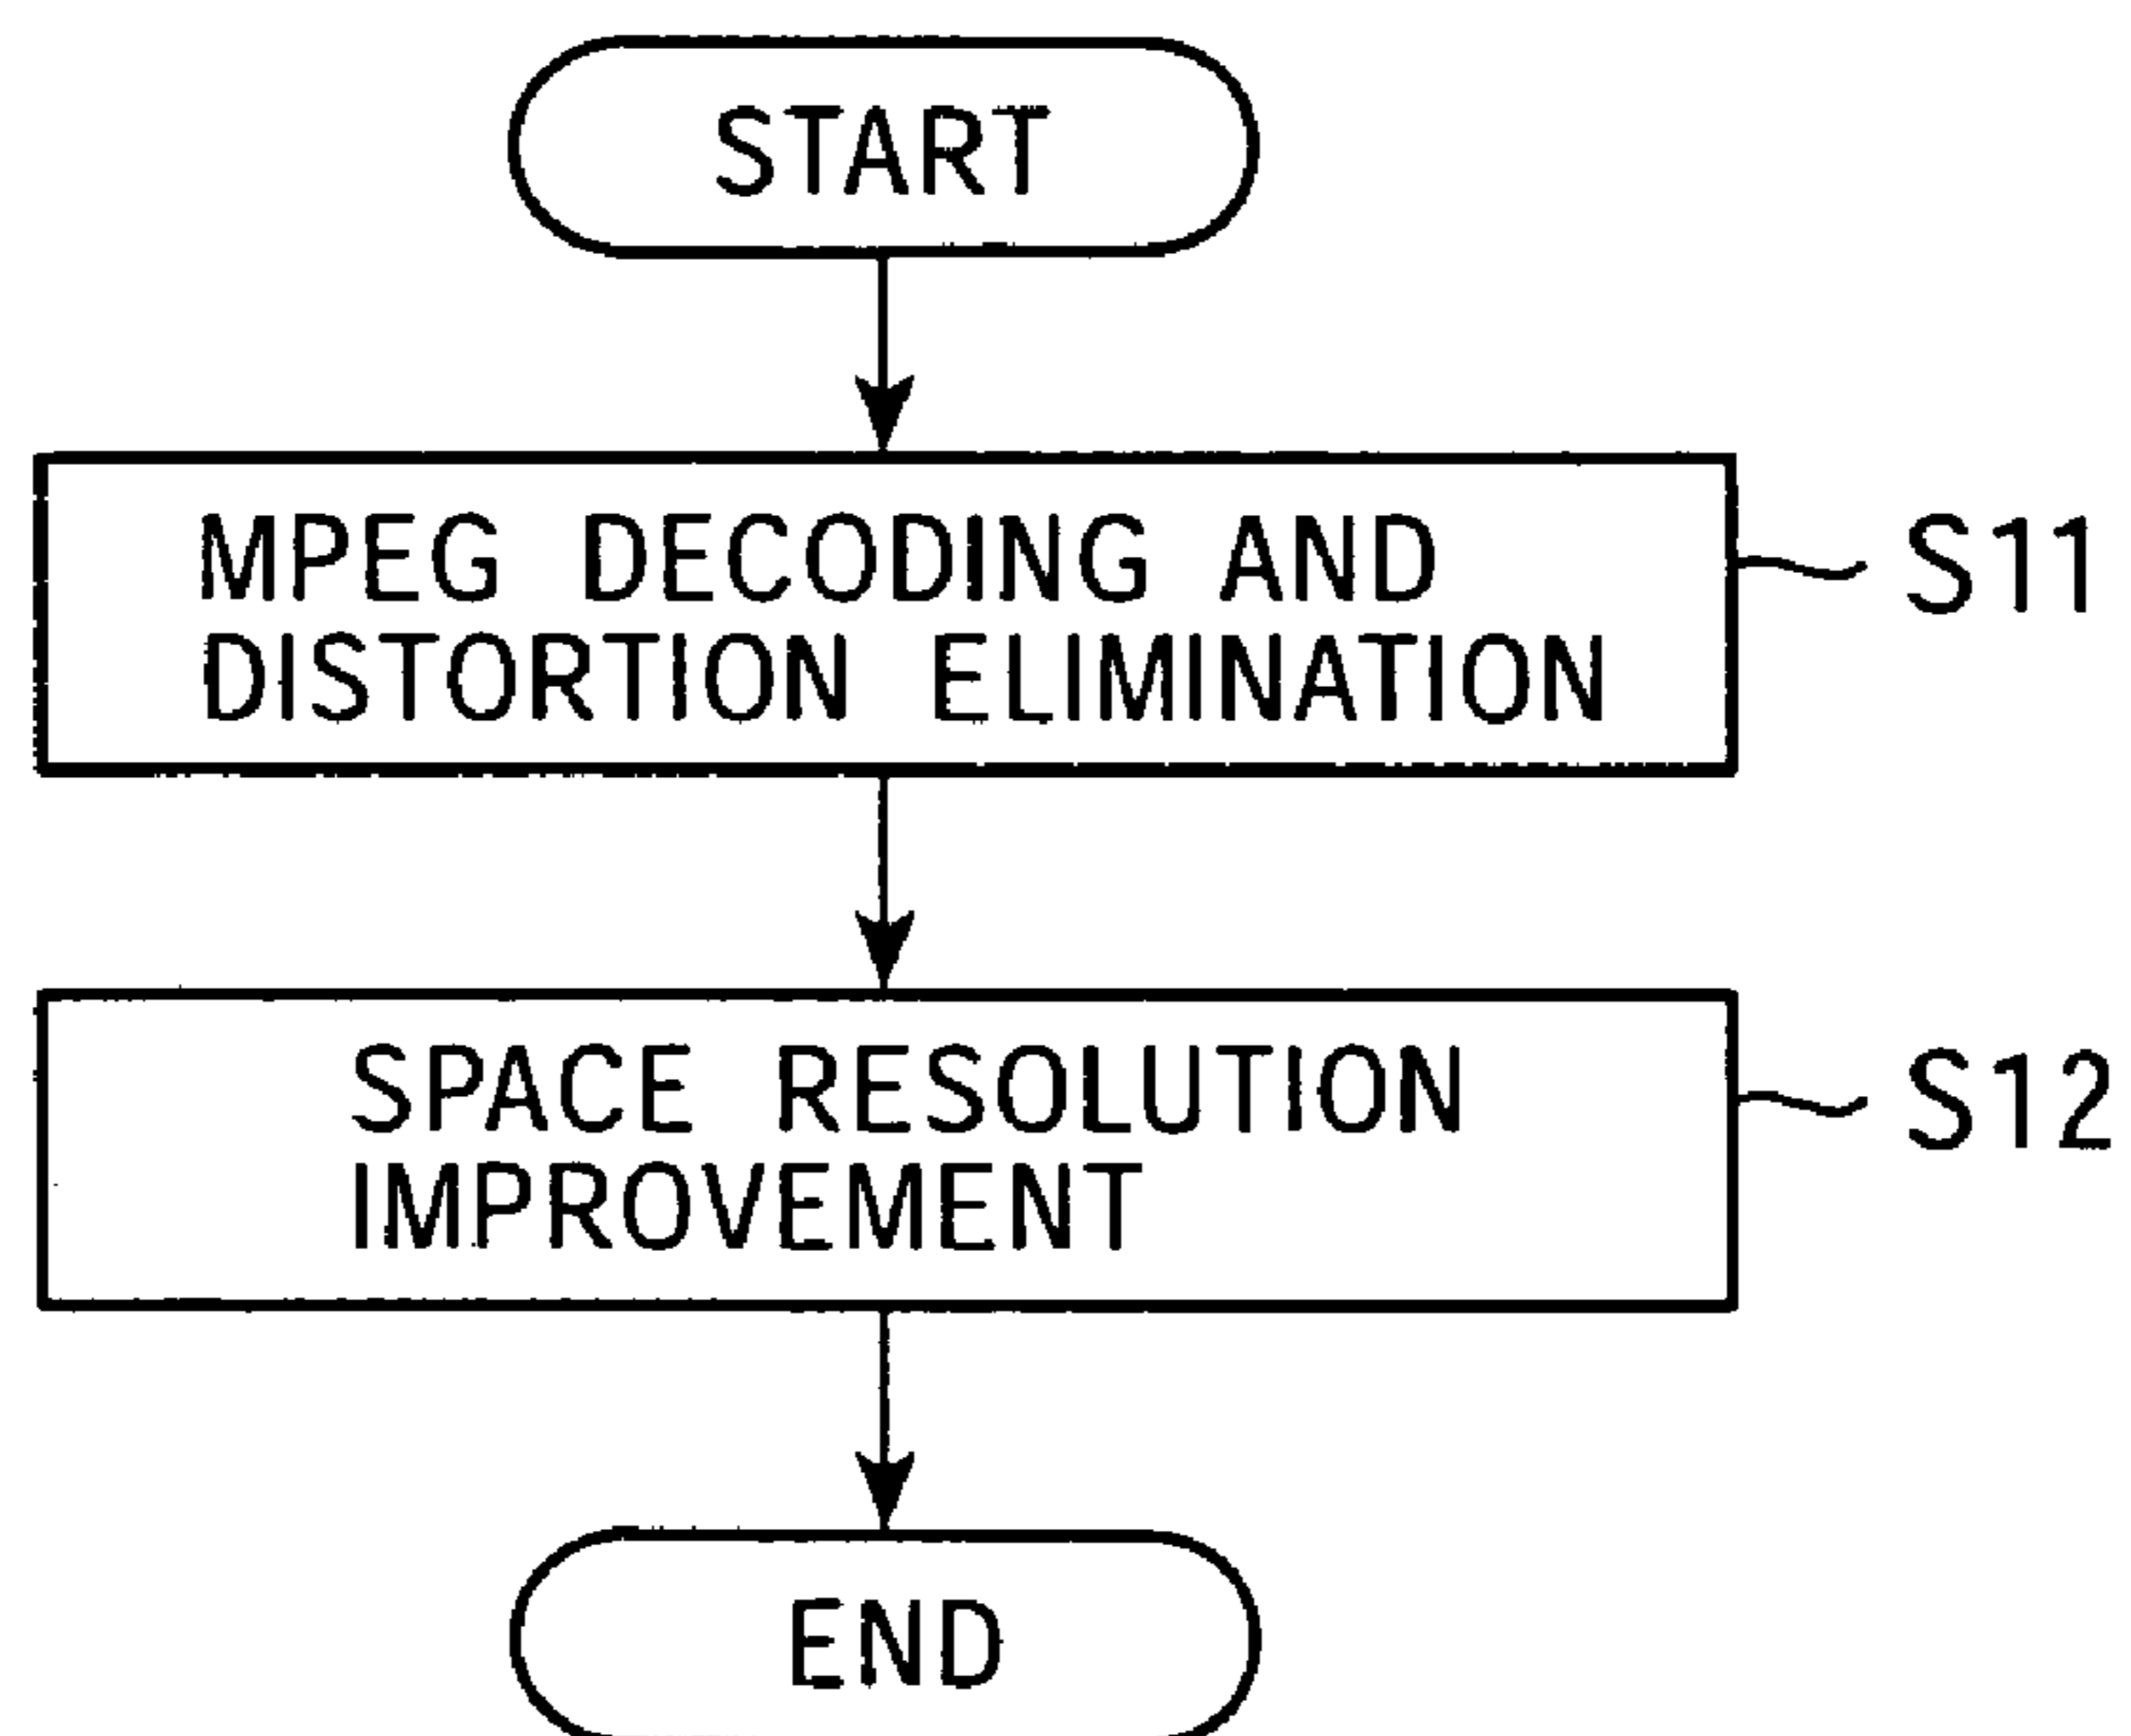 START
MPEG DECODING AND
DISTORTION ELIMINATION
S11
SPACE RESOLUTION
IMPROVEMENT
S12
END